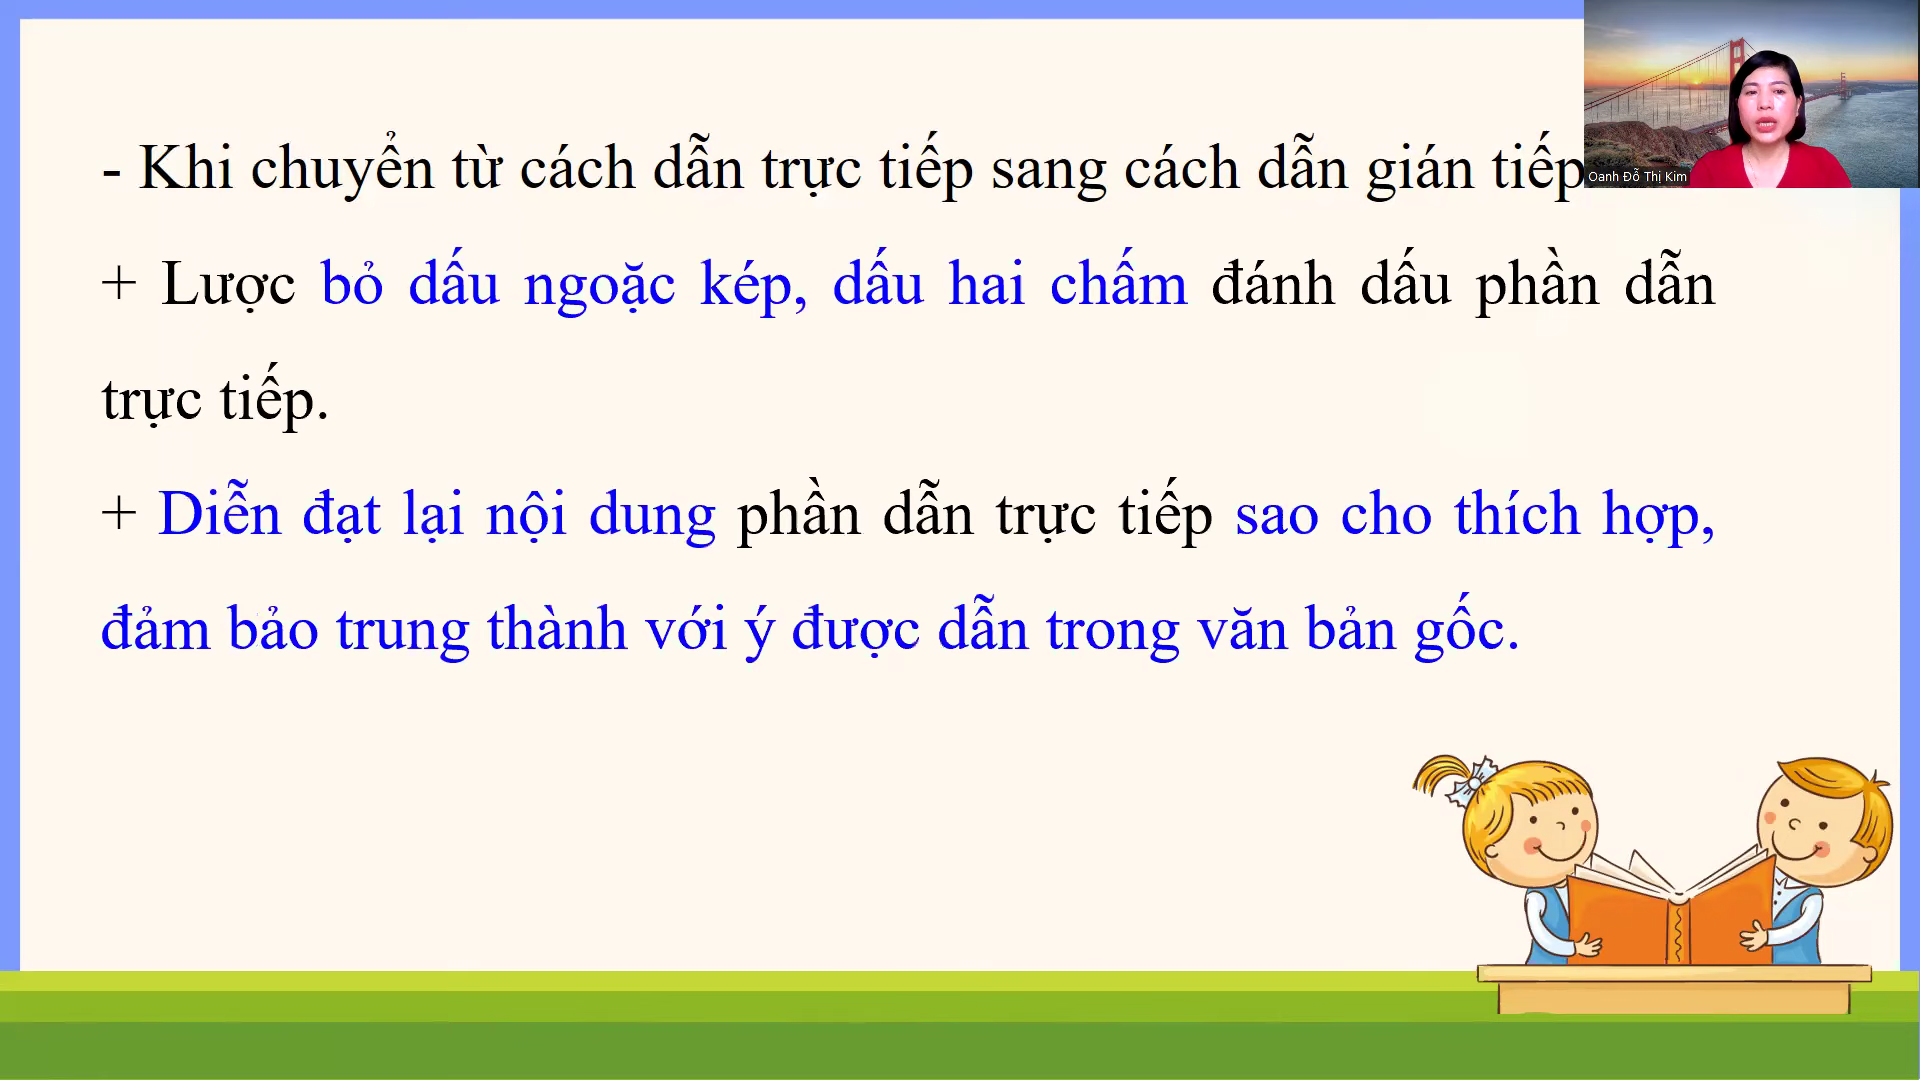 - Khi chuyển từ cách dẫn trực tiếp sang cách dẫn gián tiếp
Oanh Đỗ Thị Kim
+ Lược bỏ dấu ngoặc kép, dấu hai chấm đánh dấu phần dẫn
trực tiếp.
+ Diễn đạt lại nội dung phần dẫn trực tiếp sao cho thích hợp,
đảm bảo trung thành với ý được dẫn trong văn bản gốc.